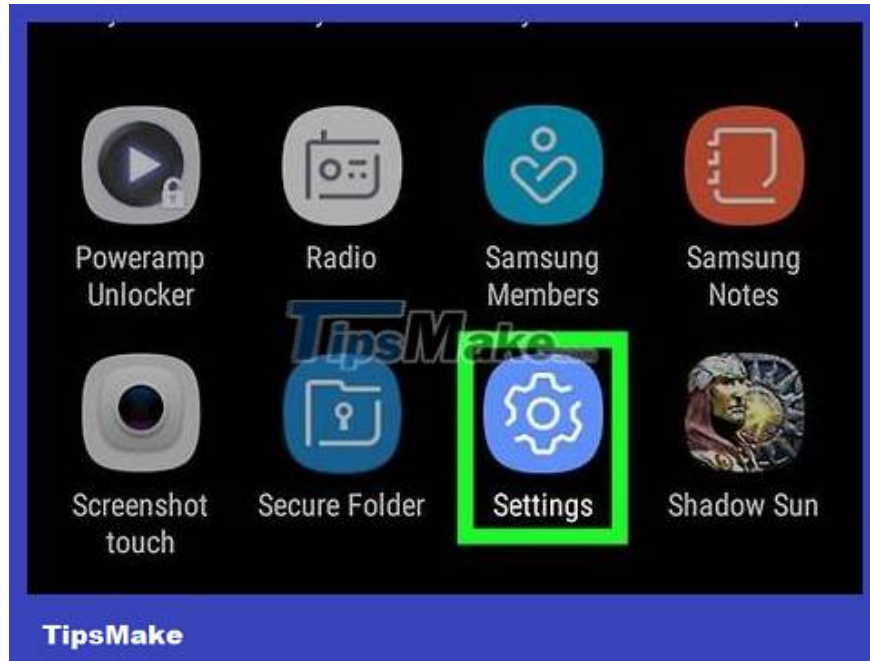 Poweramp
Unlocker
Radio
Samsung
Members
Samsung
Notes
TipsMake
Screenshot
touch
Secure Folder
Settings
Shadow Sun
TipsMake